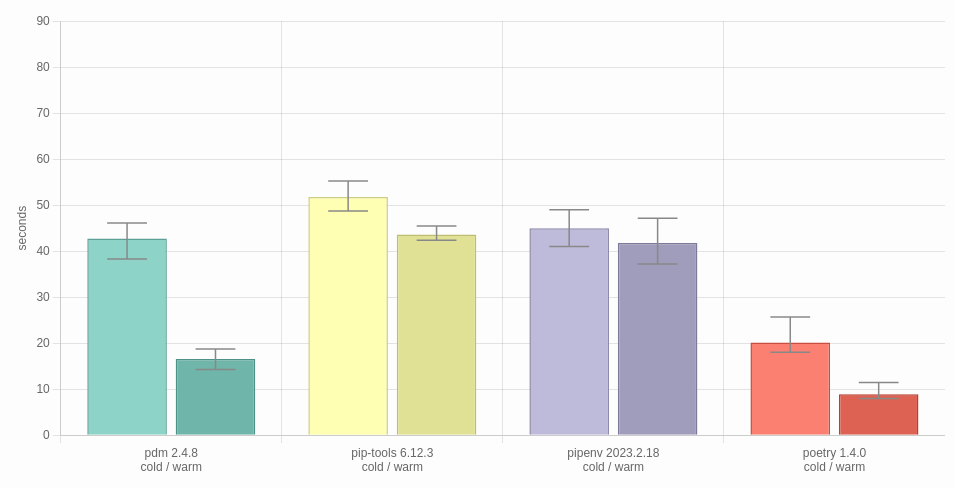 90
80
70
60
50
40
30
20
10
0
seconds
pdm 2.4.8
cold / warm
pip-tools 6.12.3
cold / warm
pipenv 2023.2.18
cold / warm
poetry 1.4.0
cold / warm